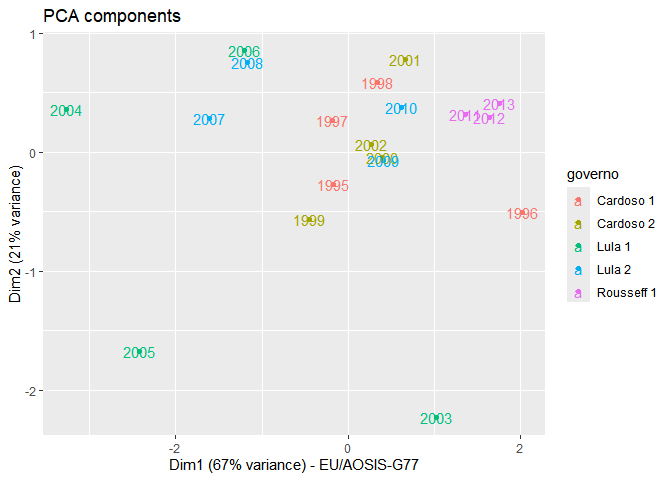 PCA components
1
0
-1
-2
Dim2 (21% variance)
2006
2008
2001
1998
2004
2007
2010
2013
2011
2012
1997
2002
2000
2009
1995
1999
1996
2005
2003
-2
0
2
Dim1 (67% variance) - EU/AOSIS-G77
governo
a Cardoso 1
a Cardoso 2
a Lula 1
a Lula 2
a Rousseff 1